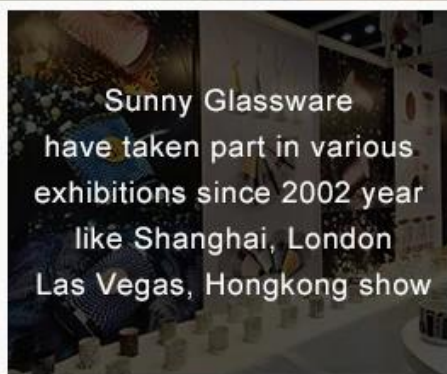 Sunny Glassware
have taken part in various
exhibitions since 2002 year
like Shanghai, London
Las Vegas, Hongkong show